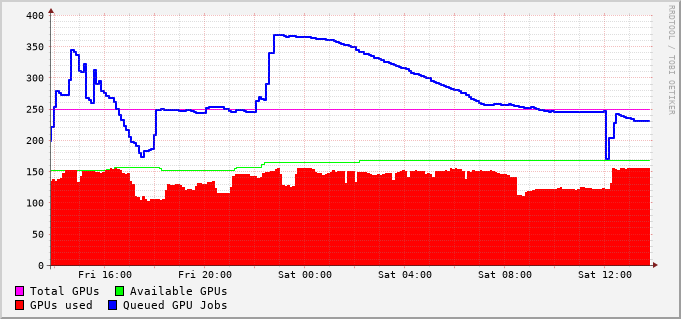 RRDTOOL / TOBI OETIKER
400
350
300
250
200
150
100
50
0
Fri 16:00 Fri 20:00 Sat 00:00 Sat 04:00 Sat 08:00 Sat 12:00
Total GPUs Available GPUs
GPUs used Queued GPU Jobs